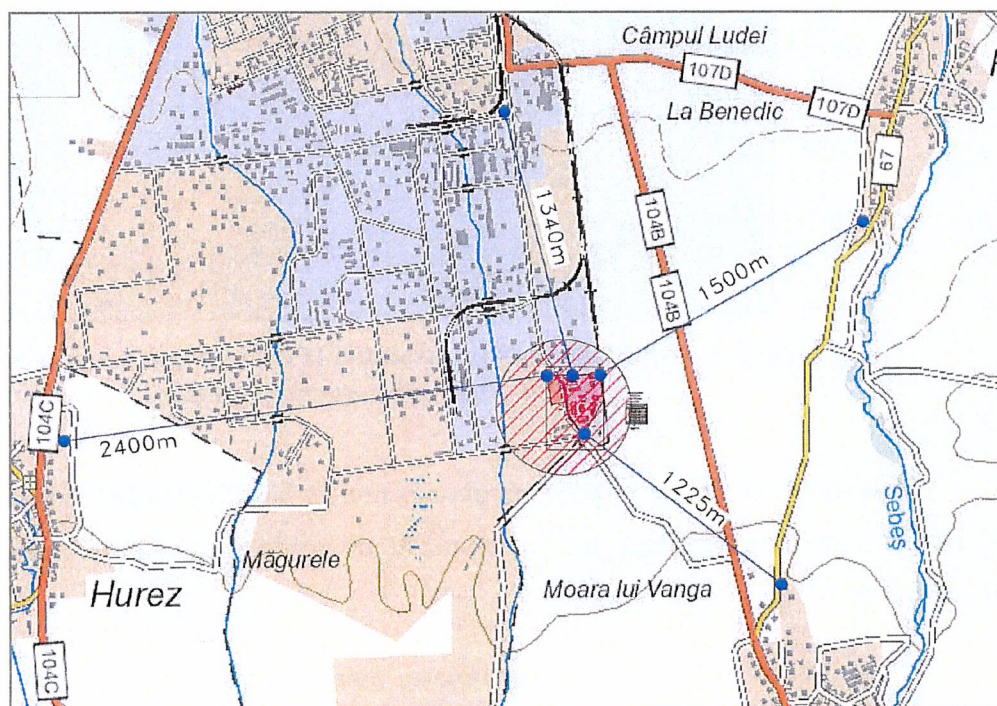 Câmpul Ludei
107D
107D
La Benedic
67
1340m
104B
1500m
104B
104C
2400m
1225m
Sebeș
Măgurele
Hurez
Moara lui Vanga
104C